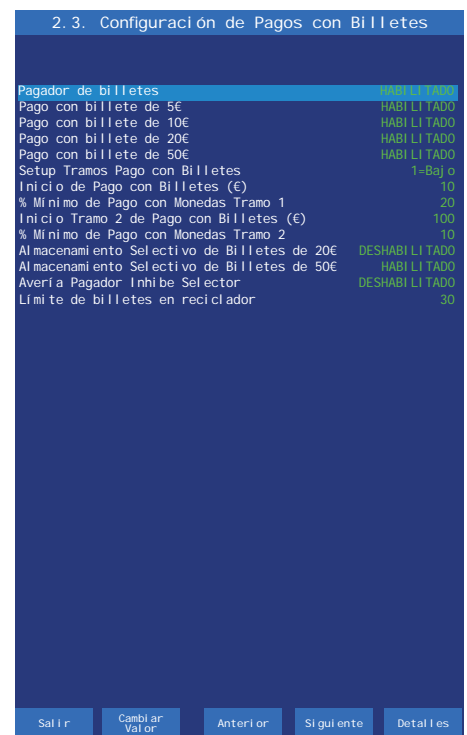 2.3. Configuración de Pagos con Billetes
Pagador de billetes HABILITADO
Pago con billete de 5€ HABILITADO
Pago con billete de 10€ HABILITADO
Pago con billete de 20€ HABILITADO
Pago con billete de 50€ HABILITADO
Setup Tramos Pago con Billetes 1=Bajo
Inicio de Pago con Billetes (€) 10
% Mínimo de Pago con Monedas Tramo 1 20
Inicio Tramo 2 de Pago con Billetes (€) 100
% Mínimo de Pago con Monedas Tramo 2 10
Almacenamiento Selectivo de Billetes de 20€ DESHABILITADO
Almacenamiento Selectivo de Billetes de 50€ HABILITADO
Avería Pagador Inhibe Selector DESHABILITADO
Límite de billetes en reciclador 30
Salir Cambiar Valor Anterior Siguiente Detalles